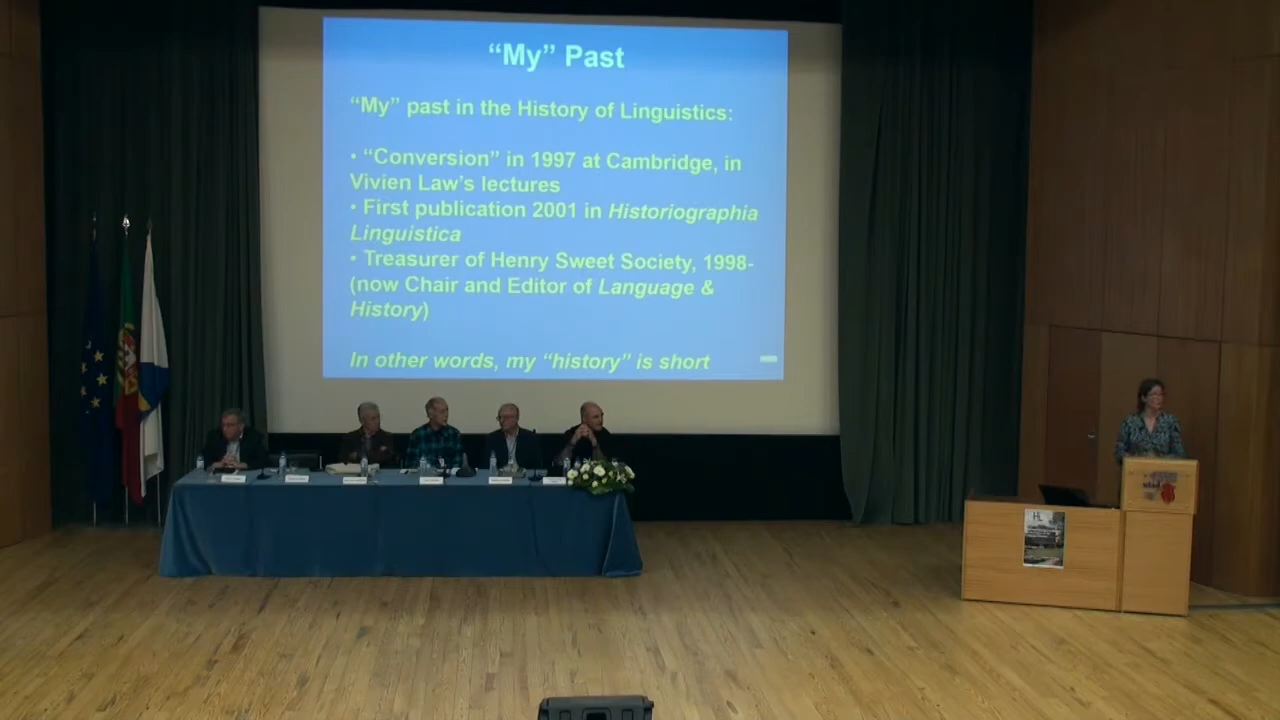 “My” Past
“My” past in the History of Linguistics:
• “Conversion” in 1997 at Cambridge, in
Vivien Law’s lectures
• First publication 2001 in Historiographia
Linguistica
• Treasurer of Henry Sweet Society, 1998-
(now Chair and Editor of Language &
History)
In other words, my “history” is short
utad